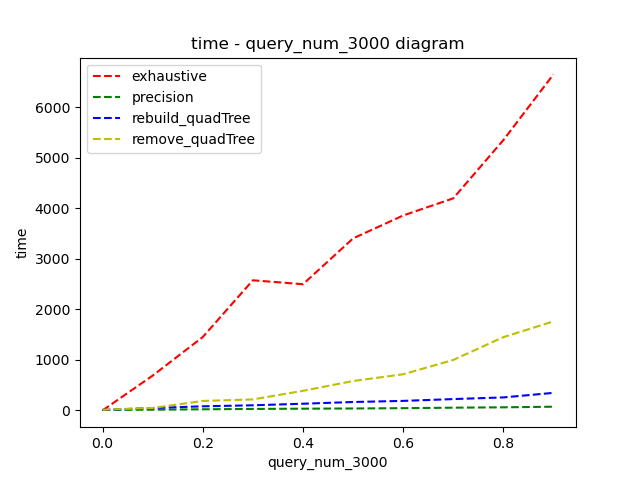 time - query_num_3000 diagram
exhaustive
precision
rebuild_quadTree
remove_quadTree
6000
5000
4000
3000
2000
1000
0
time
0.0 0.2 0.4 0.6 0.8
query_num_3000